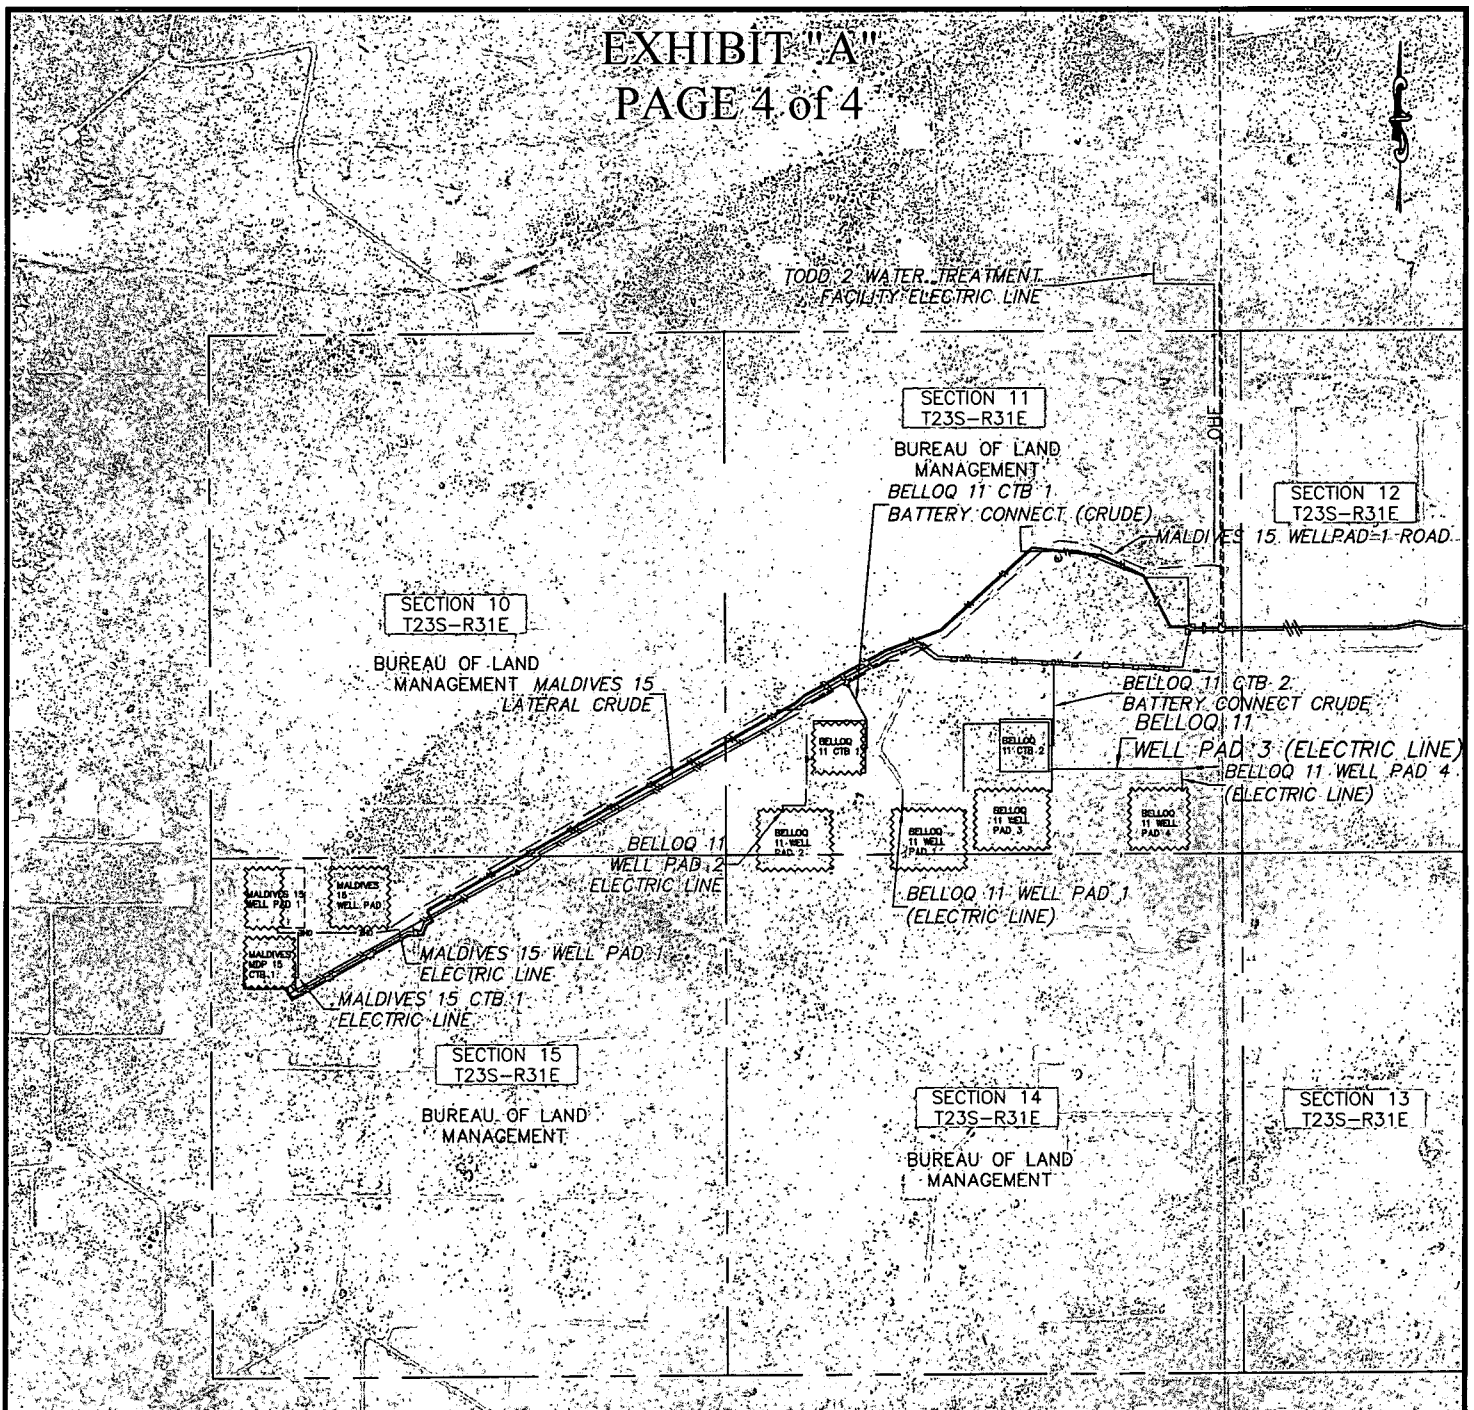 EXHIBIT "A"
PAGE 4 of 4
TODD 2 WATER TREATMENT
FACILITY ELECTRIC LINE
SECTION 11
T23S-R31E
BUREAU OF LAND
MANAGEMENT
BELLOQ 11 CTB 1
BATTERY CONNECT (CRUDE)
OHE
SECTION 12
T23S-R31E
MALDIVES 15 WELLPAD 1 ROAD
SECTION 10
T23S-R31E
BUREAU OF LAND
MANAGEMENT
MALDIVES 15
LATERAL CRUDE
BELLOQ 11 CTB 2
BATTERY CONNECT CRUDE
BELLOQ 11
WELL PAD 3 (ELECTRIC LINE)
BELLOQ 11 WELL PAD 4
(ELECTRIC LINE)
BELLOQ
11 CTB 1
BELLOQ
11 CTB 2
BELLOQ
11 WELL
PAD 2
BELLOQ
11 WELL
PAD 1
BELLOQ
11 WELL
PAD 3
BELLOQ
11 WELL
PAD 4
BELLOQ 11
WELL PAD 2
ELECTRIC LINE
BELLOQ 11 WELL PAD 1
(ELECTRIC LINE)
MALDIVES 15
WELL PAD
MALDIVES
15
WELL PAD
MALDIVES
MDP 15
CTB 1
MALDIVES 15 WELL PAD 1
ELECTRIC LINE
MALDIVES 15 CTB 1
ELECTRIC LINE
SECTION 15
T23S-R31E
BUREAU OF LAND
MANAGEMENT
SECTION 14
T23S-R31E
BUREAU OF LAND
MANAGEMENT
SECTION 13
T23S-R31E